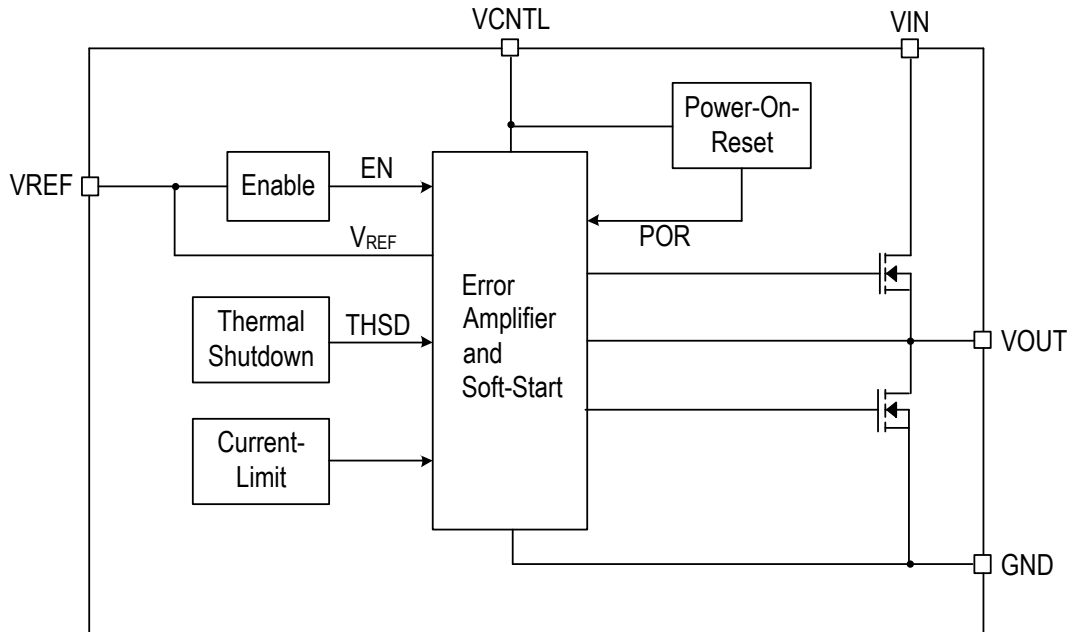 VCNTL
VIN
Power-On-
Reset
VREF
Enable
EN
POR
VREF
Error
Amplifier
and
Soft-Start
Thermal
Shutdown
THSD
VOUT
Current-
Limit
GND